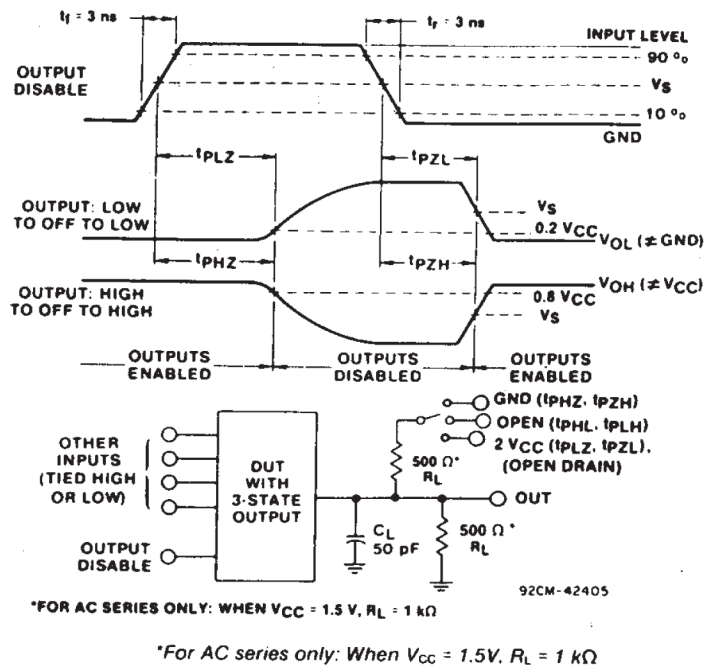 tf = 3 ns
tr = 3 ns
INPUT LEVEL
90 %
VS
10 %
GND
OUTPUT
DISABLE
tPLZ
tPZL
OUTPUT: LOW
TO OFF TO LOW
VS
0.2 VCC
VOL (≠ GND)
tPHZ
tPZH
OUTPUT: HIGH
TO OFF TO HIGH
VOH (≠ VCC)
0.8 VCC
VS
OUTPUTS
ENABLED
OUTPUTS
DISABLED
OUTPUTS
ENABLED
GND (tPHZ, tPZH)
OPEN (tPHL, tPLH)
2 VCC (tPLZ, tPZL),
(OPEN DRAIN)
OTHER
INPUTS
(TIED HIGH
OR LOW)
DUT
WITH
3-STATE
OUTPUT
500 Ω*
RL
OUT
OUTPUT
DISABLE
CL
50 pF
500 Ω*
RL
92CM-42405
*FOR AC SERIES ONLY: WHEN VCC = 1.5 V, RL = 1 kΩ
*For AC series only: When VCC = 1.5V, RL = 1 kΩ